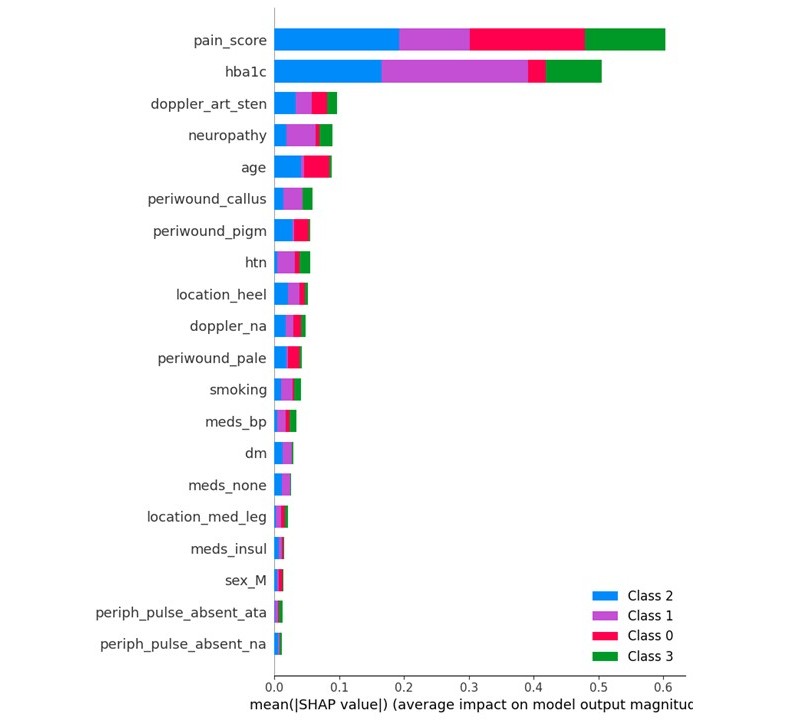 pain_score
hba1c
doppler_art_sten
neuropathy
age
periwound_callus
periwound_pigm
htn
location_heel
doppler_na
periwound_pale
smoking
meds_bp
dm
meds_none
location_med_leg
meds_insul
sex_M
periph_pulse_absent_ata
periph_pulse_absent_na
Class 2
Class 1
Class 0
Class 3
0.0 0.1 0.2 0.3 0.4 0.5 0.6
mean(|SHAP value|) (average impact on model output magnituc